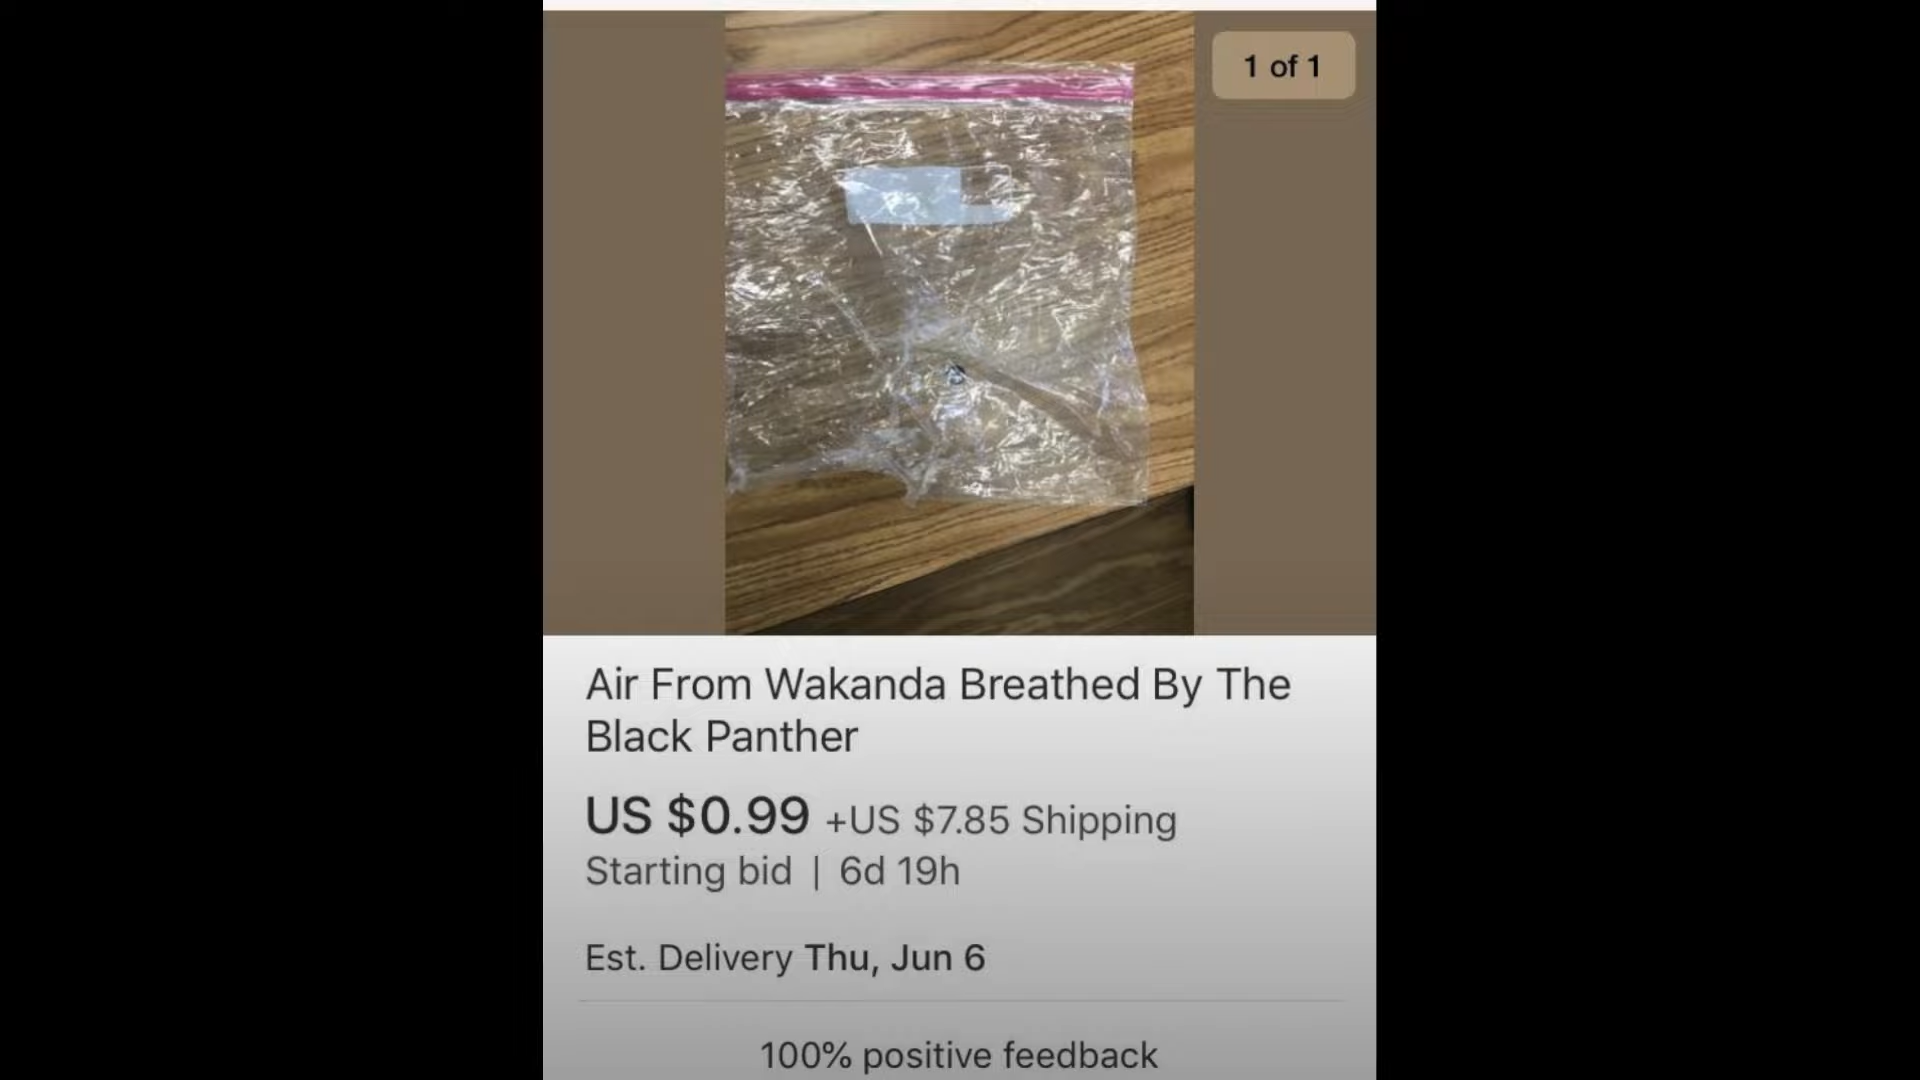 1 of 1
Air From Wakanda Breathed By The
Black Panther
US $0.99 +US $7.85 Shipping
Starting bid | 6d 19h
Est. Delivery Thu, Jun 6
100% positive feedback